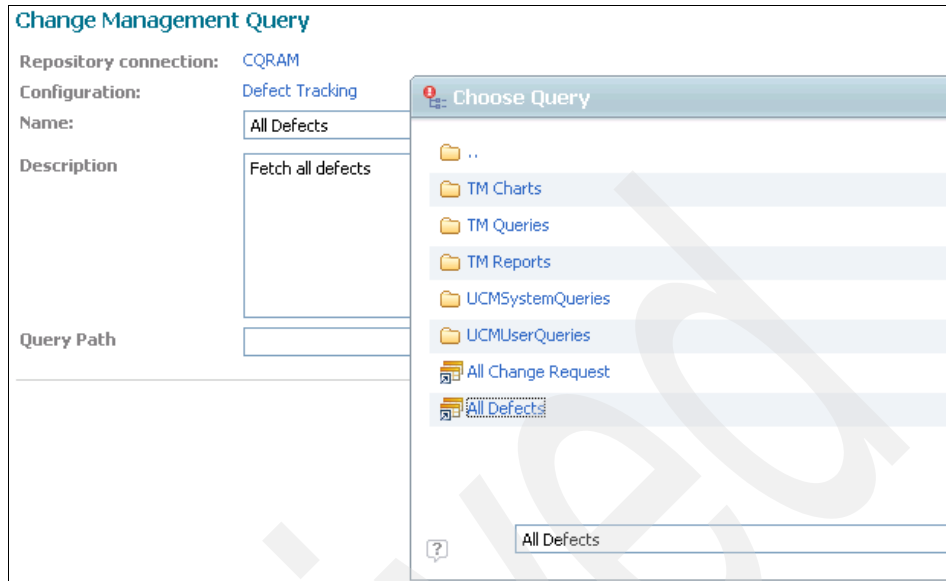 Change Management Query
Repository connection: CQRAM
Configuration: Defect Tracking
Name: All Defects
Description Fetch all defects
Query Path
Choose Query
..
TM Charts
TM Queries
TM Reports
UCMSystemQueries
UCMUserQueries
All Change Request
All Defects
?
All Defects